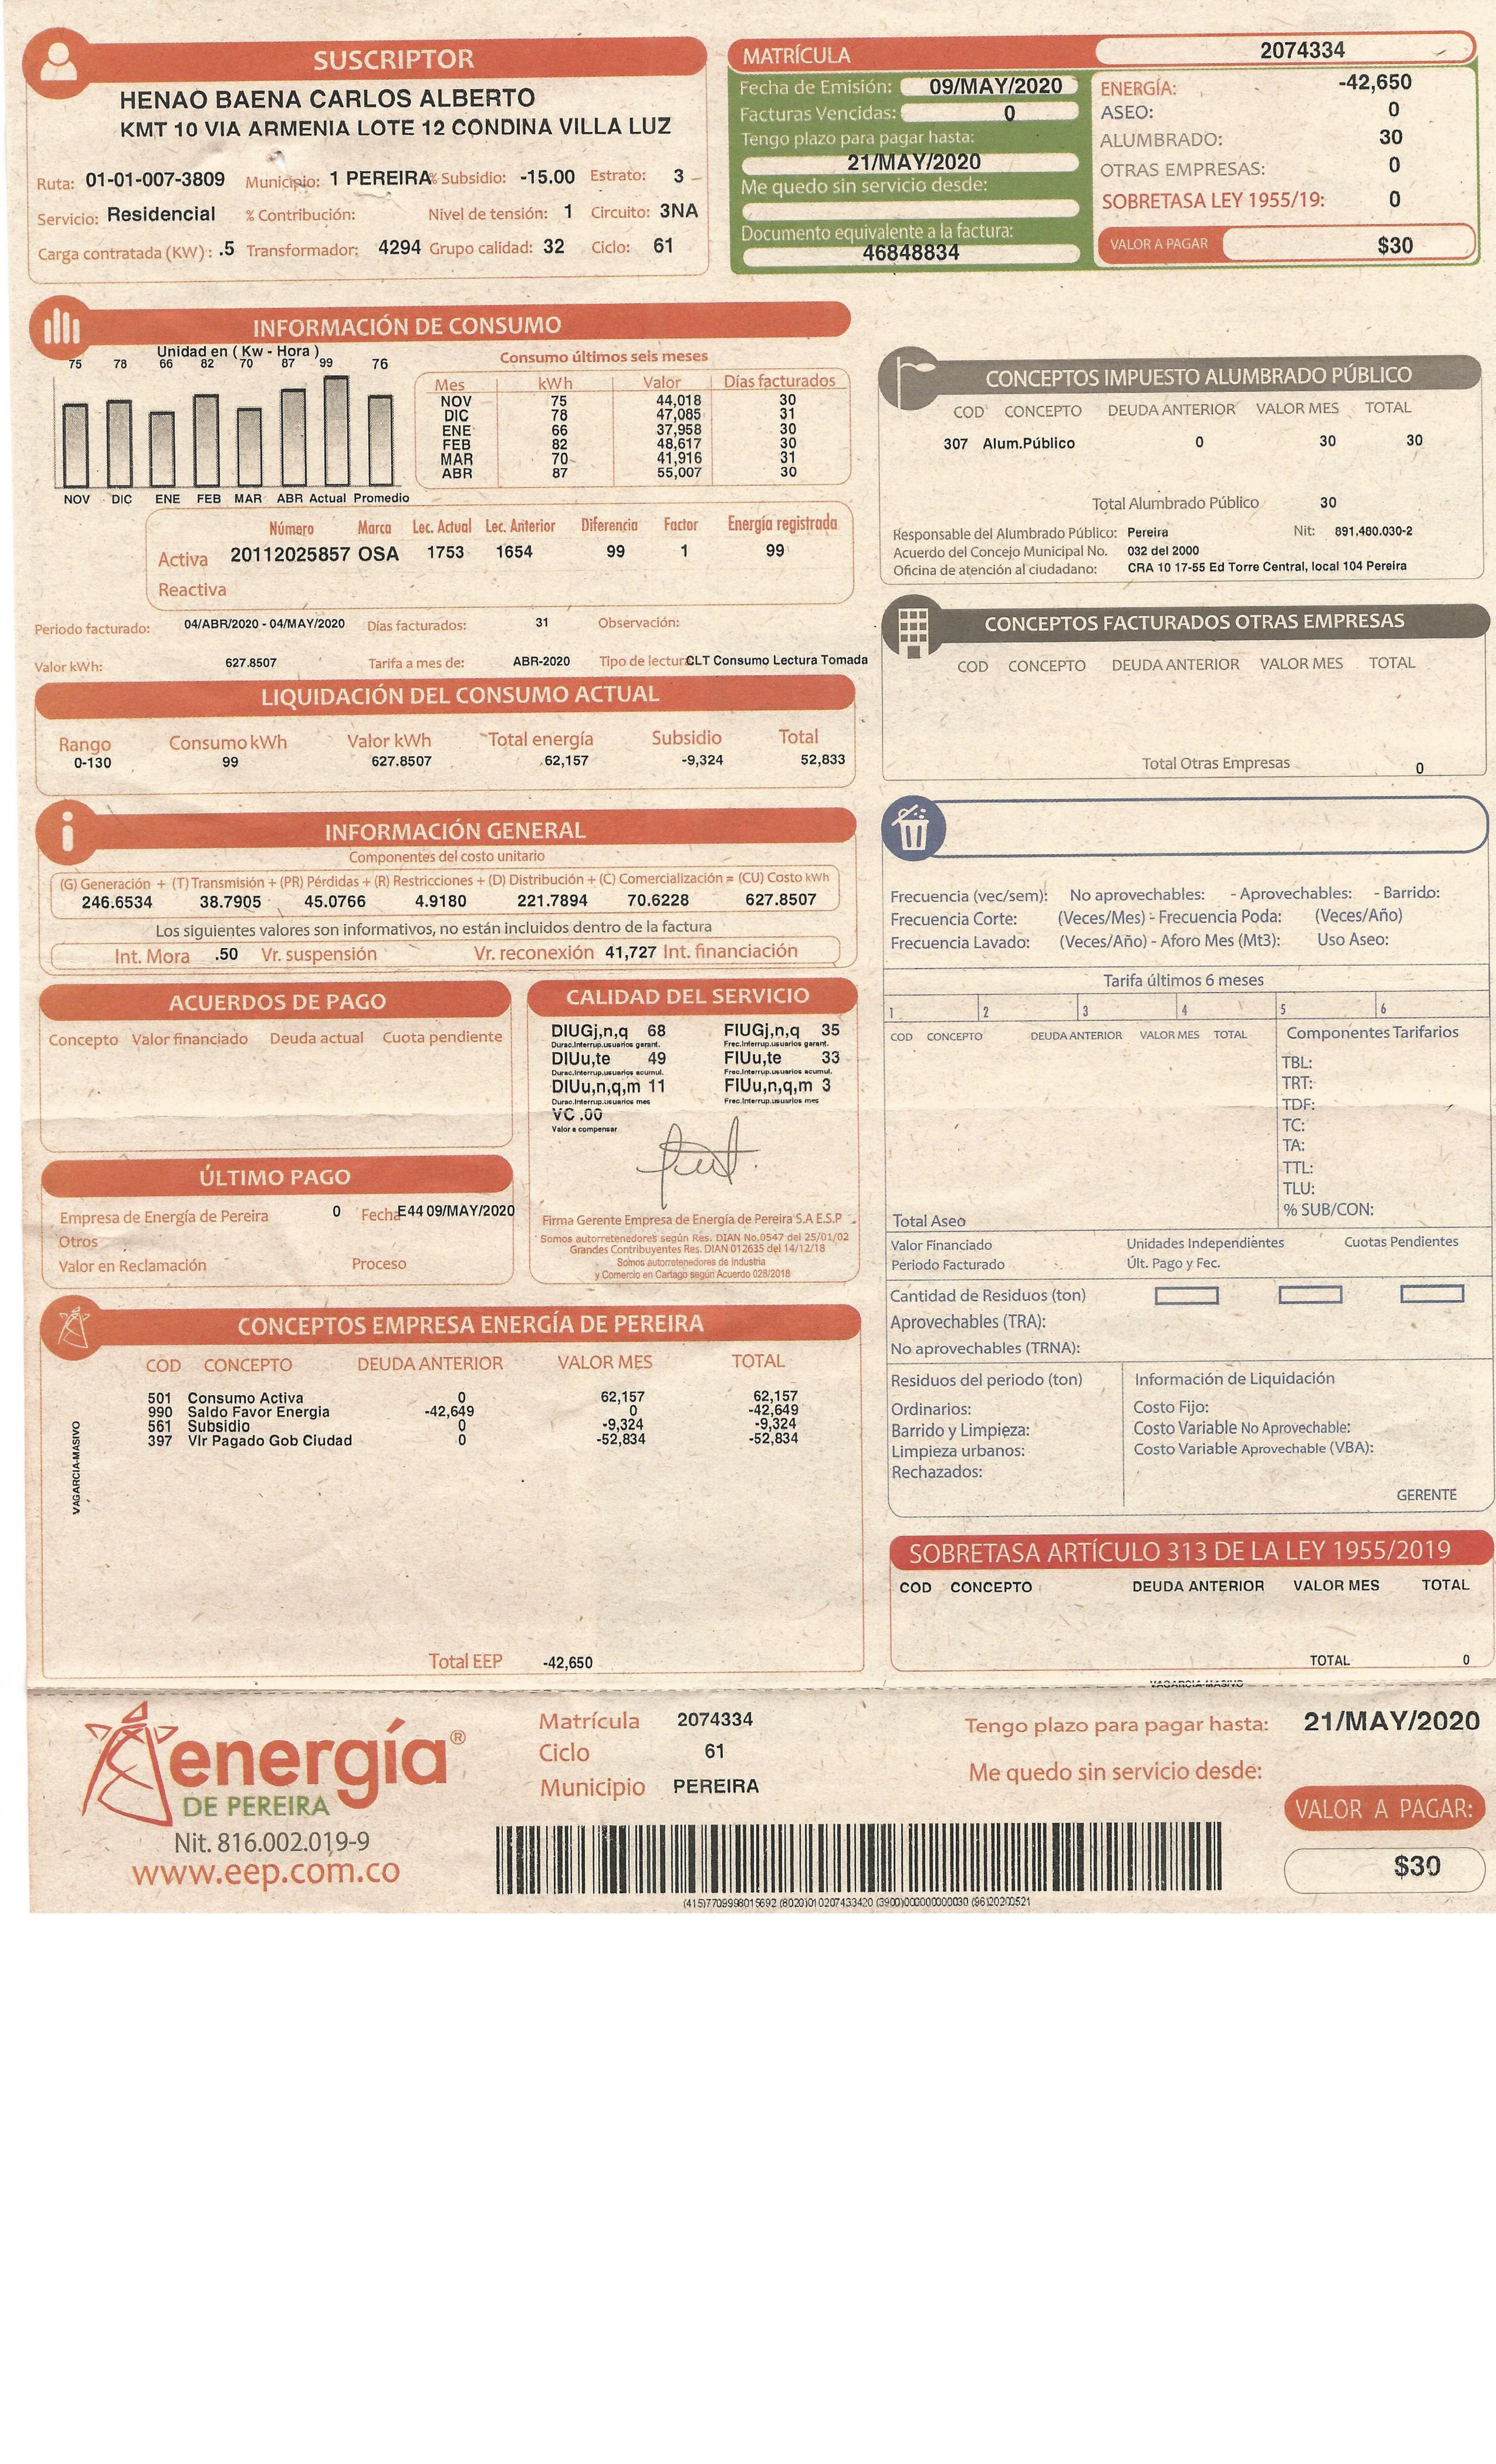 SUSCRIPTOR
HENAO BAENA CARLOS ALBERTO
KMT 10 VIA ARMENIA LOTE 12 CONDINA VILLA LUZ
Ruta: 01-01-007-3809 Municipio: 1 PEREIRA % Subsidio: -15.00 Estrato: 3
Servicio: Residencial % Contribución: Nivel de tensión: 1 Circuito: 3NA
Carga contratada (KW): .5 Transformador: 4294 Grupo calidad: 32 Ciclo: 61
MATRÍCULA 2074334
Fecha de Emisión: 09/MAY/2020
Facturas Vencidas: 0
Tengo plazo para pagar hasta:
21/MAY/2020
Me quedo sin servicio desde:
Documento equivalente a la factura:
46848834
ENERGÍA: -42,650
ASEO: 0
ALUMBRADO: 30
OTRAS EMPRESAS: 0
SOBRETASA LEY 1955/19: 0
VALOR A PAGAR $30
INFORMACIÓN DE CONSUMO
Unidad en ( Kw - Hora )
75 78 66 82 70 87 99 76
NOV DIC ENE FEB MAR ABR Actual Promedio
Consumo últimos seis meses
Mes kWh Valor Días facturados
NOV 75 44,018 30
DIC 78 47,085 31
ENE 66 37,958 30
FEB 82 48,617 30
MAR 70 41,916 31
ABR 87 55,007 30
Número Marca Lec. Actual Lec. Anterior Diferencia Factor Energía registrada
Activa 20112025857 OSA 1753 1654 99 1 99
Reactiva
Periodo facturado: 04/ABR/2020 - 04/MAY/2020 Días facturados: 31 Observación:
Valor kWh: 627.8507 Tarifa a mes de: ABR-2020 Tipo de lectura CLT Consumo Lectura Tomada
LIQUIDACIÓN DEL CONSUMO ACTUAL
Rango Consumo kWh Valor kWh Total energía Subsidio Total
0-130 99 627.8507 62,157 -9,324 52,833
INFORMACIÓN GENERAL
Componentes del costo unitario
(G) Generación + (T) Transmisión + (PR) Pérdidas + (R) Restricciones + (D) Distribución + (C) Comercialización = (CU) Costo kWh
246.6534 38.7905 45.0766 4.9180 221.7894 70.6228 627.8507
Los siguientes valores son informativos, no están incluidos dentro de la factura
Int. Mora .50 Vr. suspensión Vr. reconexión 41,727 Int. financiación
ACUERDOS DE PAGO
Concepto Valor financiado Deuda actual Cuota pendiente
ÚLTIMO PAGO
Empresa de Energía de Pereira 0 Fecha E44 09/MAY/2020
Otros
Valor en Reclamación Proceso
CALIDAD DEL SERVICIO
DIUGj,n,q 68 FIUGj,n,q 35
Durac.Interrup.usuarios garant. Frec.Interrup.usuarios garant.
DIUu,te 49 FIUu,te 33
Durac.Interrup.usuarios acumul. Frec.Interrup.usuarios acumul.
DIUu,n,q,m 11 FIUu,n,q,m 3
Durac.Interrup.usuarios mes Frec.Interrup.usuarios mes
VC .00
Valor a compensar
Firma Gerente Empresa de Energía de Pereira S.A E.S.P
Somos autorretenedores según Res. DIAN No.0547 del 25/01/02
Grandes Contribuyentes Res. DIAN 012635 del 14/12/18
Somos autorretenedores de Industria
y Comercio en Cartago según Acuerdo 028/2018
CONCEPTOS EMPRESA ENERGÍA DE PEREIRA
COD CONCEPTO DEUDA ANTERIOR VALOR MES TOTAL
501 Consumo Activa 0 62,157 62,157
990 Saldo Favor Energia -42,649 0 -42,649
561 Subsidio 0 -9,324 -9,324
397 Vlr Pagado Gob Ciudad 0 -52,834 -52,834
VAGARCIA-MASIVO
Total EEP -42,650
CONCEPTOS IMPUESTO ALUMBRADO PÚBLICO
COD CONCEPTO DEUDA ANTERIOR VALOR MES TOTAL
307 Alum.Público 0 30 30
Total Alumbrado Público 30
Responsable del Alumbrado Público: Pereira Nit: 891,480.030-2
Acuerdo del Concejo Municipal No. 032 del 2000
Oficina de atención al ciudadano: CRA 10 17-55 Ed Torre Central, local 104 Pereira
CONCEPTOS FACTURADOS OTRAS EMPRESAS
COD CONCEPTO DEUDA ANTERIOR VALOR MES TOTAL
Total Otras Empresas 0
Frecuencia (vec/sem): No aprovechables: - Aprovechables: - Barrido:
Frecuencia Corte: (Veces/Mes) - Frecuencia Poda: (Veces/Año)
Frecuencia Lavado: (Veces/Año) - Aforo Mes (Mt3): Uso Aseo:
Tarifa últimos 6 meses
1 2 3 4 5 6
COD CONCEPTO DEUDA ANTERIOR VALOR MES TOTAL Componentes Tarifarios
TBL:
TRT:
TDF:
TC:
TA:
TTL:
TLU:
% SUB/CON:
Total Aseo
Valor Financiado Unidades Independientes Cuotas Pendientes
Periodo Facturado Últ. Pago y Fec.
Cantidad de Residuos (ton)
Aprovechables (TRA):
No aprovechables (TRNA):
Residuos del periodo (ton) Información de Liquidación
Ordinarios: Costo Fijo:
Barrido y Limpieza: Costo Variable No Aprovechable:
Limpieza urbanos: Costo Variable Aprovechable (VBA):
Rechazados:
GERENTE
SOBRETASA ARTÍCULO 313 DE LA LEY 1955/2019
COD CONCEPTO DEUDA ANTERIOR VALOR MES TOTAL
TOTAL 0
VAGARCIA-MASIVO
energía®
DE PEREIRA
Nit. 816.002.019-9
www.eep.com.co
Matrícula 2074334
Ciclo 61
Municipio PEREIRA
Tengo plazo para pagar hasta: 21/MAY/2020
Me quedo sin servicio desde:
VALOR A PAGAR:
$30
(415)7709998015692 (8020)010207433420 (3900)000000000030 (96)20200521